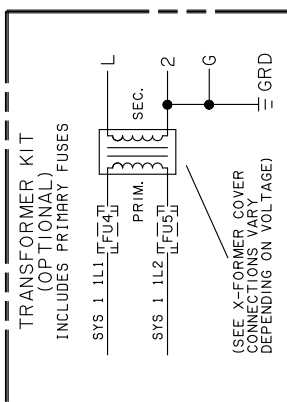 TRANSFORMER KIT
(OPTIONAL)
INCLUDES PRIMARY FUSES
SYS 1 1L1
FU4
L
SYS 1 1L2
FU5
2
PRIM.
SEC.
G
GRD
(SEE X-FORMER COVER
CONNECTIONS VARY
DEPENDING ON VOLTAGE)